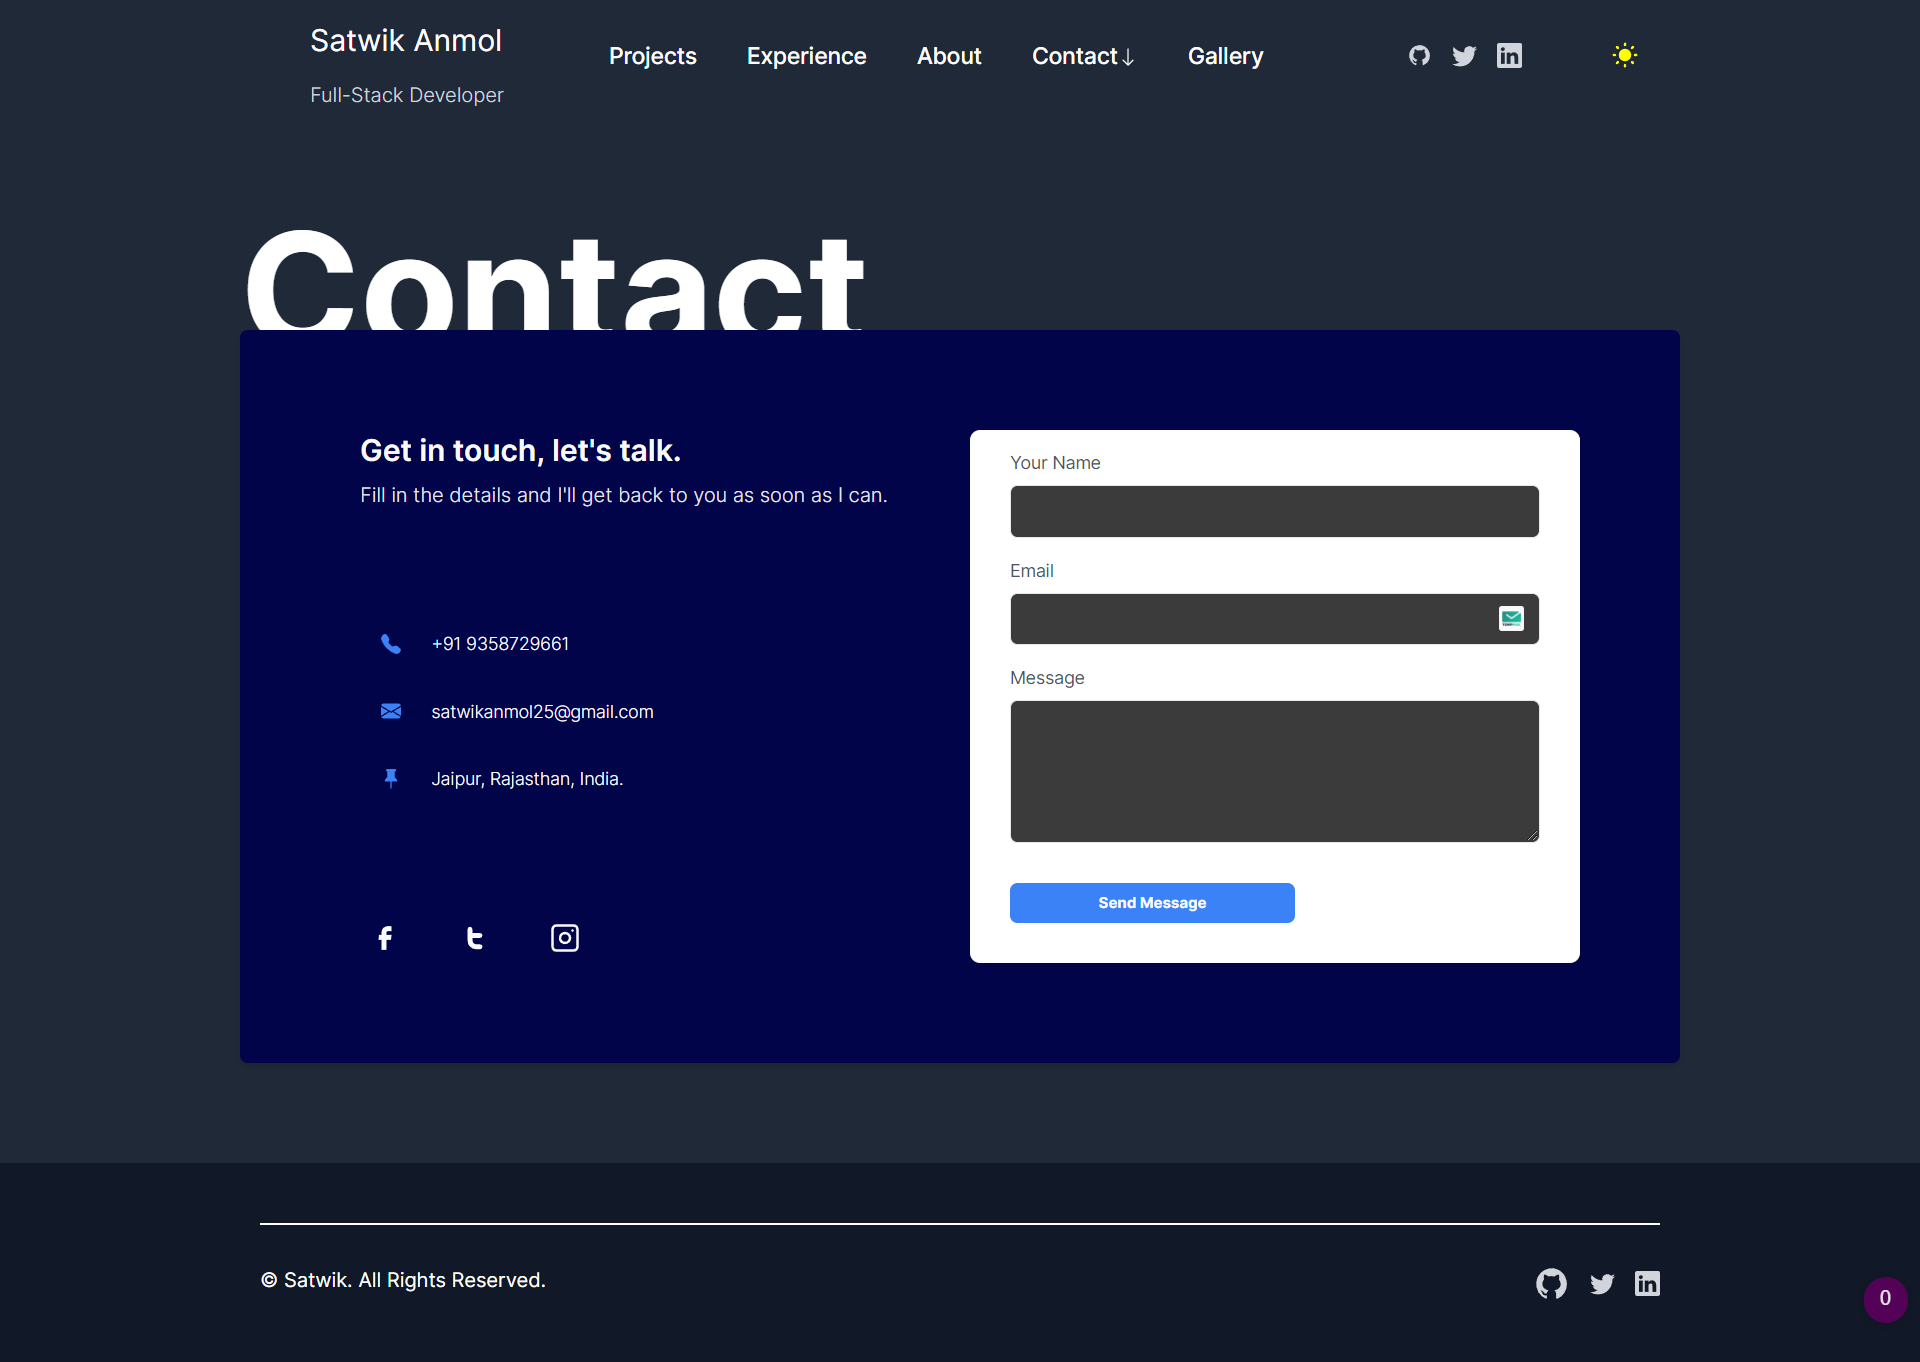 Satwik Anmol
Full-Stack Developer
Projects
Experience
About
Contact↓
Gallery
Contact
Get in touch, let's talk.
Fill in the details and I'll get back to you as soon as I can.
+91 9358729661
satwikanmol25@gmail.com
Jaipur, Rajasthan, India.
Your Name
Email
Message
Send Message
© Satwik. All Rights Reserved.
0